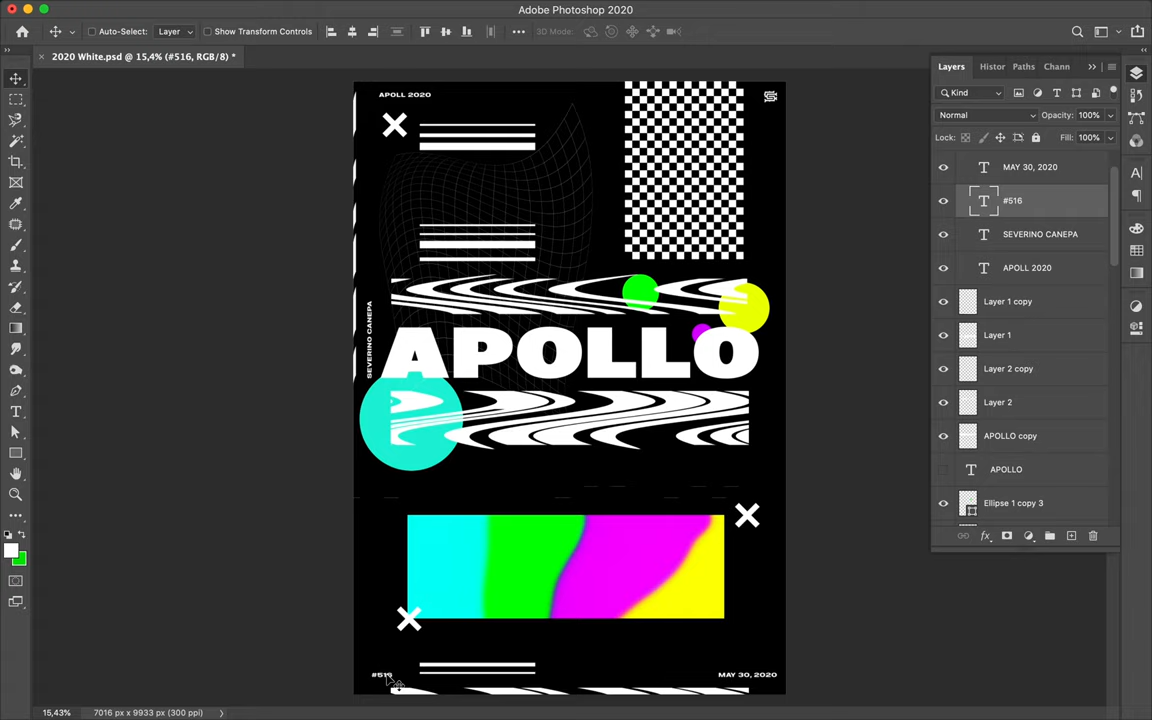 Adobe Photoshop 2020
Auto-Select: Layer Show Transform Controls 3D Mode:
2020 White.psd @ 15,4% (#516, RGB/8) *
Layers Histor Paths Chann
Kind
Normal Opacity: 100%
Lock: Fill: 100%
MAY 30, 2020
#516
SEVERINO CANEPA
APOLL 2020
Layer 1 copy
Layer 1
Layer 2 copy
Layer 2
APOLLO copy
APOLLO
Ellipse 1 copy 3
APOLL 2020
SEVERINO CANEPA
APOLLO
#516
MAY 30, 2020
15,43% 7016 px x 9933 px (300 ppi)